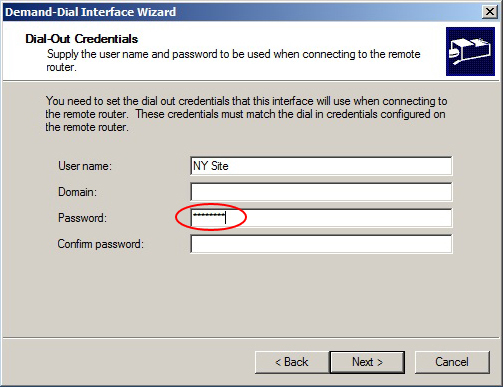 Demand-Dial Interface Wizard
Dial-Out Credentials
Supply the user name and password to be used when connecting to the remote
router.
You need to set the dial out credentials that this interface will use when connecting to
the remote router. These credentials must match the dial in credentials configured on
the remote router.
User name: NY Site
Domain:
Password: ********
Confirm password:
< Back Next > Cancel